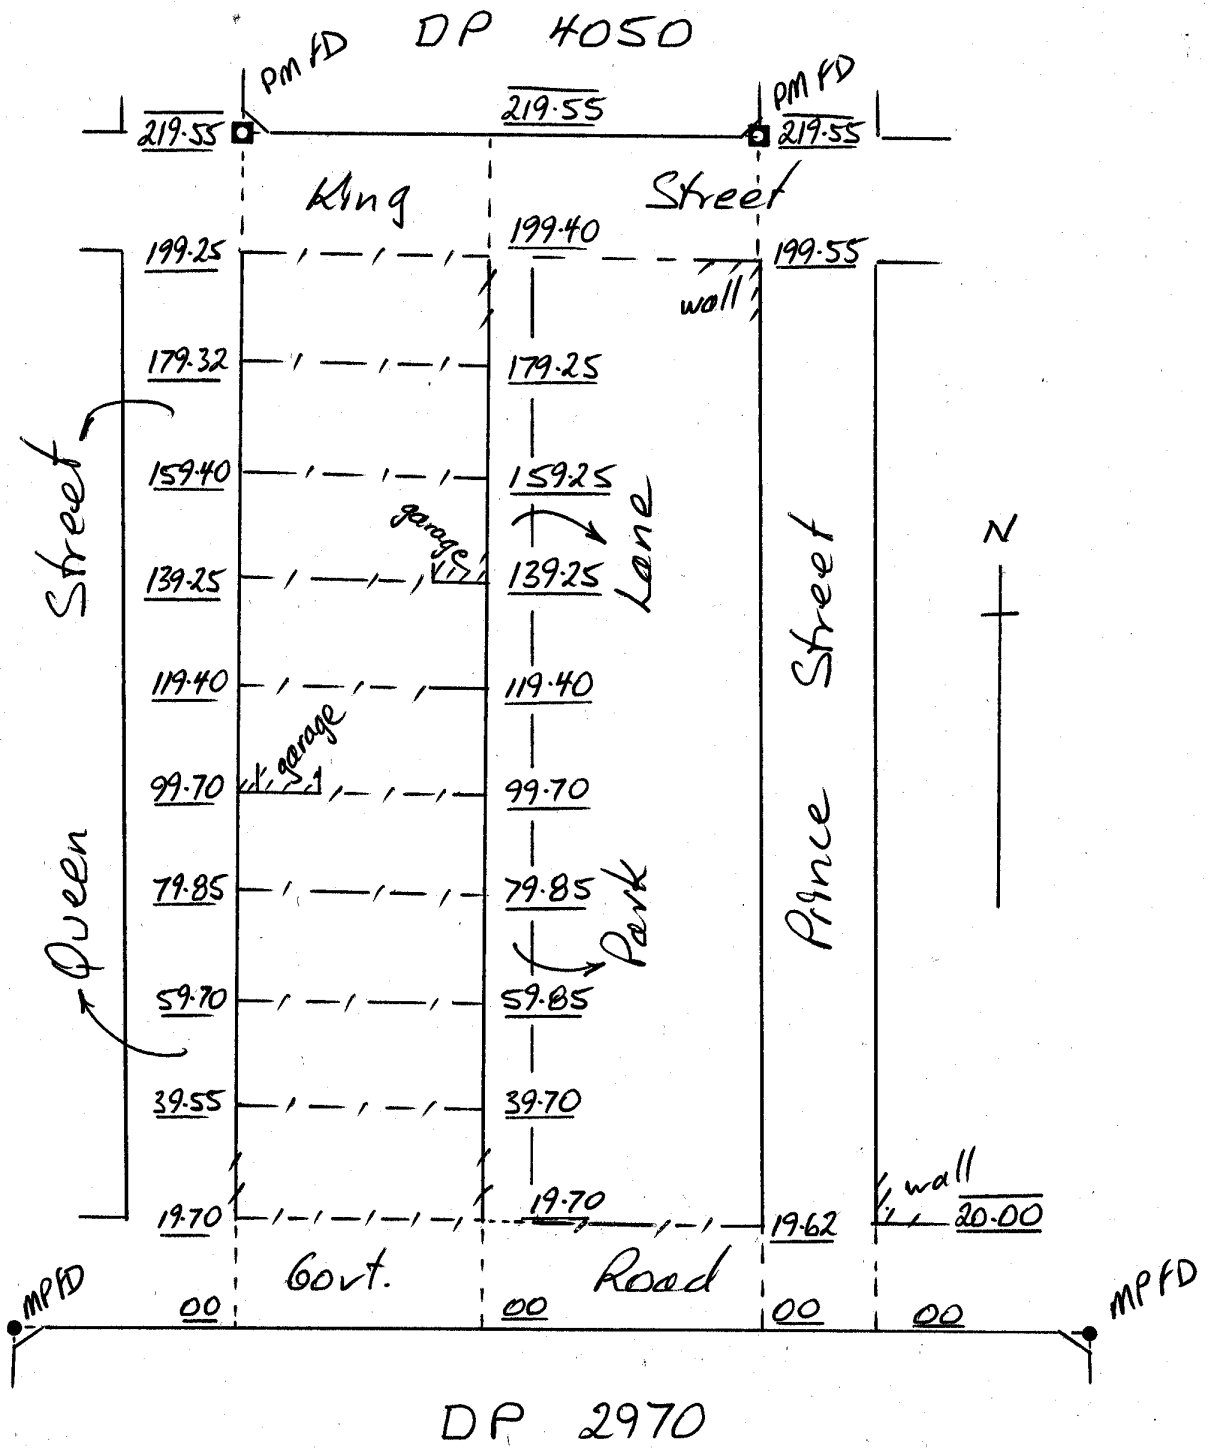 DP 4050
PM FD
PM FD
219.55 219.55 219.55
King Street
199.25 199.40 199.55
wall
179.32 179.25
159.40 159.25
garage
139.25 139.25
Street
Lane
Street
N
119.40 119.40
garage
99.70 99.70
Queen
Park
Prince
79.85 79.85
59.70 59.85
39.55 39.70
wall
19.70 19.70 19.62 20.00
Govt. Road
MP FD
MP FD
00 00 00 00
DP 2970